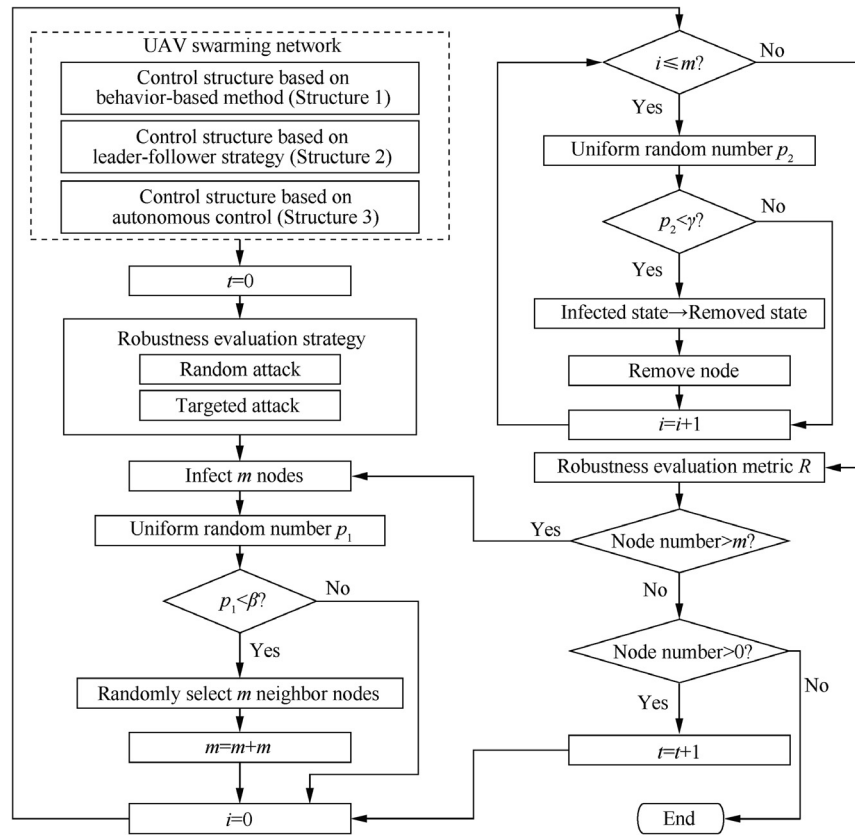 UAV swarming network
Control structure based on
behavior-based method (Structure 1)
Control structure based on
leader-follower strategy (Structure 2)
Control structure based on
autonomous control (Structure 3)
t=0
Robustness evaluation strategy
Random attack
Targeted attack
Infect m nodes
Uniform random number p₁
p₁<β?
No
Yes
Randomly select m neighbor nodes
m=m+m
i=0
i≤m?
No
Yes
Uniform random number p₂
p₂<γ?
No
Yes
Infected state→Removed state
Remove node
i=i+1
Robustness evaluation metric R
Node number>m?
Yes
No
Node number>0?
No
Yes
t=t+1
End